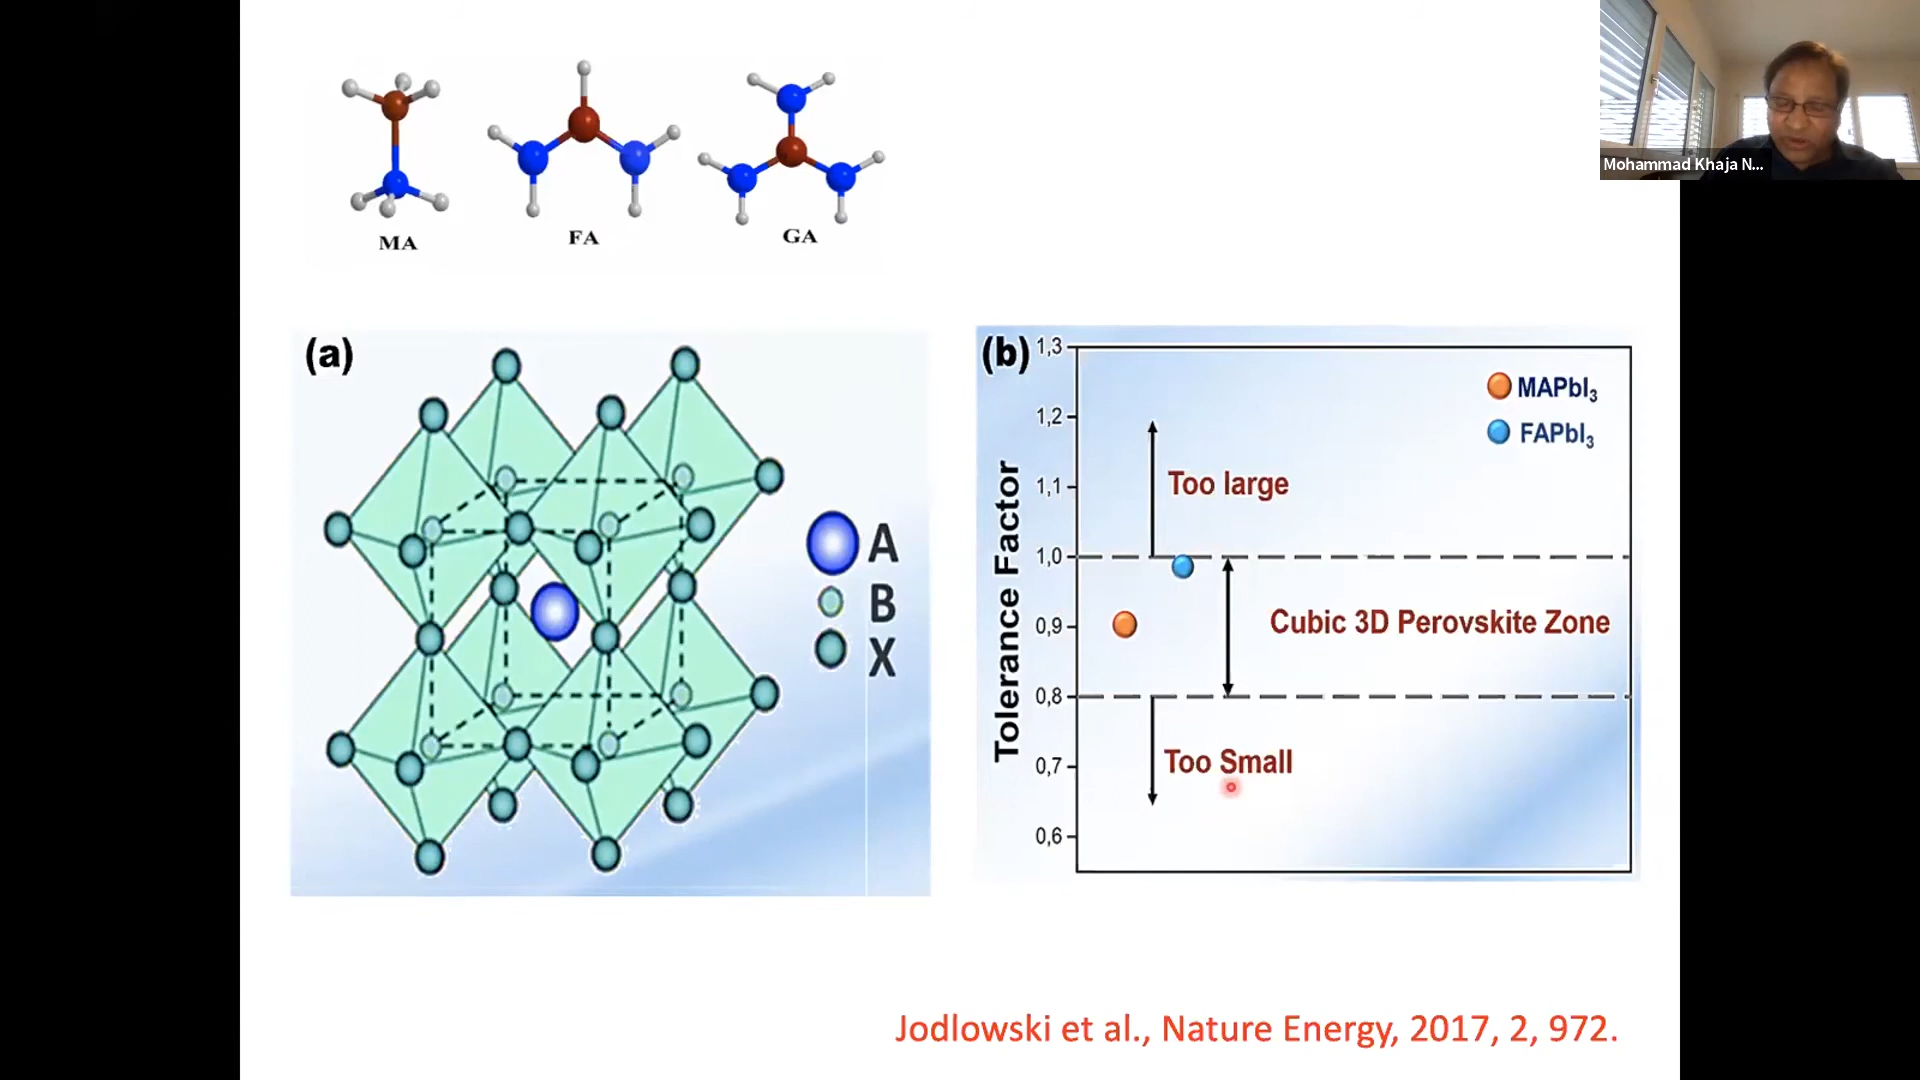 Mohammad Khaja N...
MA
FA
GA
(a)
A
B
X
(b)
1,3
1,2
1,1
1,0
0,9
0,8
0,7
0,6
Tolerance Factor
MAPbI₃
FAPbI₃
Too large
Cubic 3D Perovskite Zone
Too Small
Jodlowski et al., Nature Energy, 2017, 2, 972.